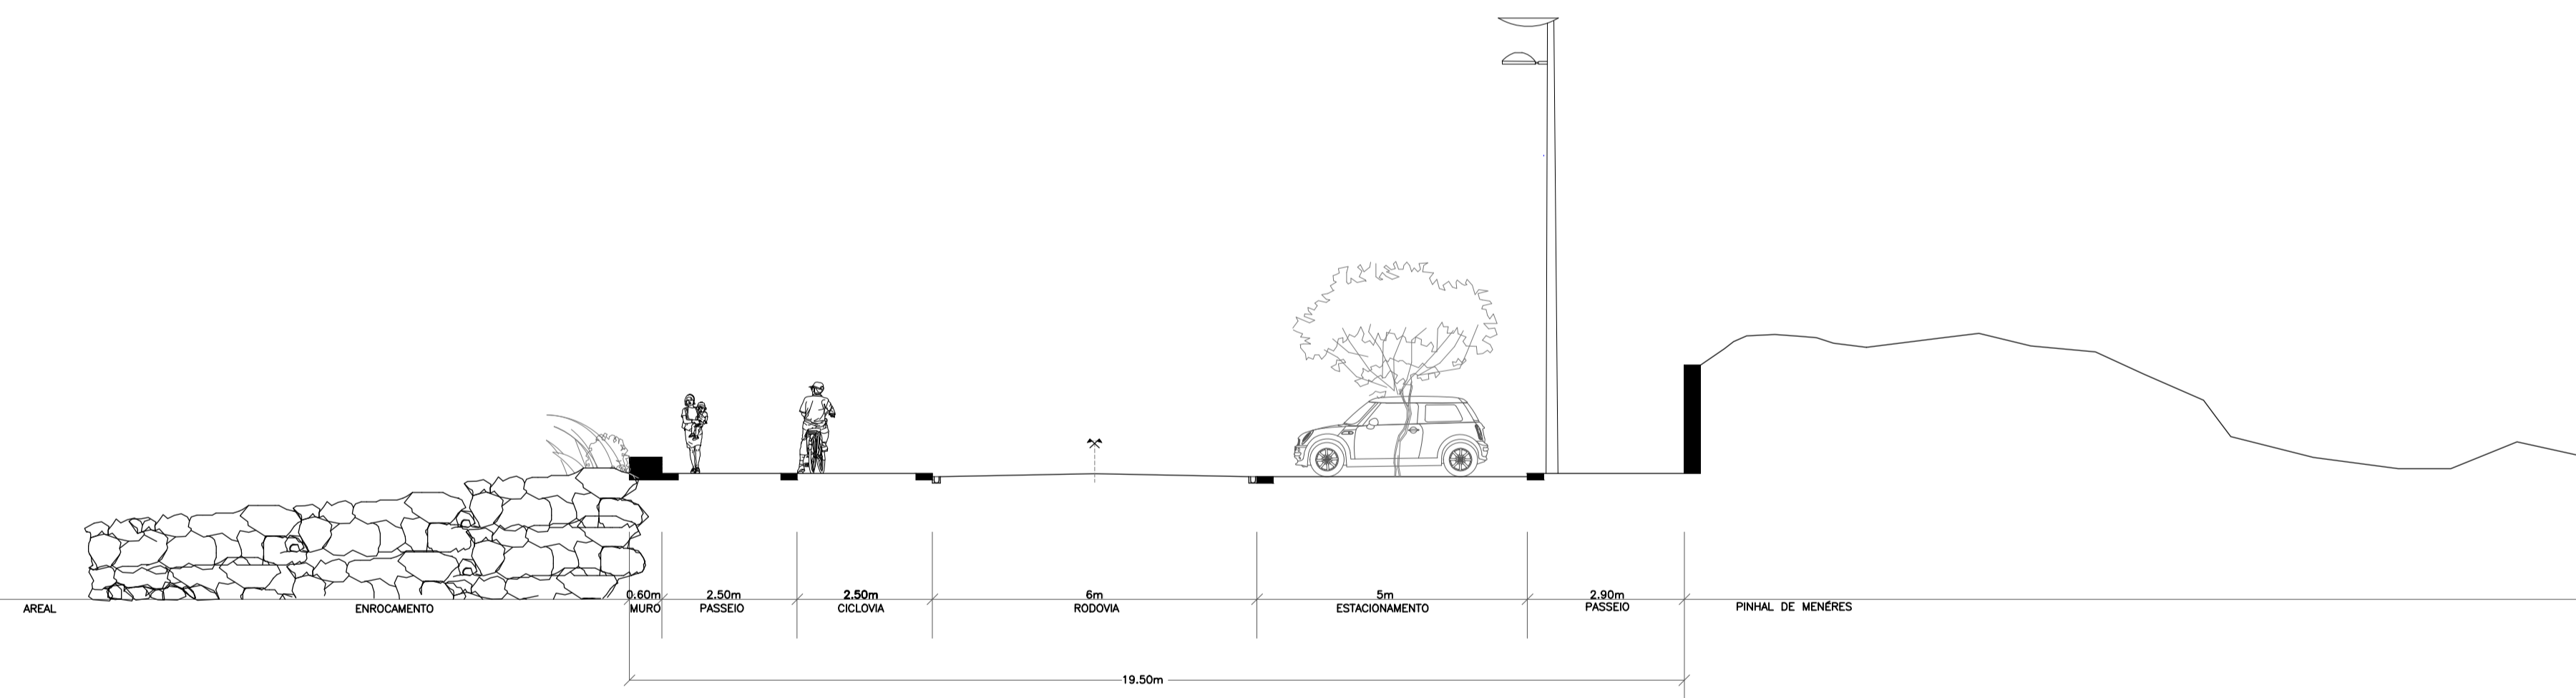 0.60m 2.50m 2.50m 6m 5m 2.90m
AREAL ENROCAMENTO MURO PASSEIO CICLOVIA RODOVIA ESTACIONAMENTO PASSEIO PINHAL DE MENÉRES
19.50m